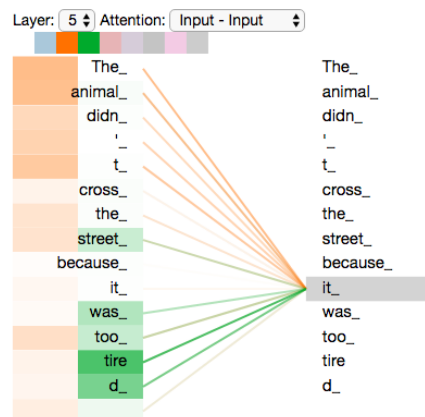 Layer: 5 Attention: Input - Input
The_ The_
animal_ animal_
didn_ didn_
'_ '_
t_ t_
cross_ cross_
the_ the_
street_ street_
because_ because_
it_ it_
was_ was_
too_ too_
tire tire
d_ d_